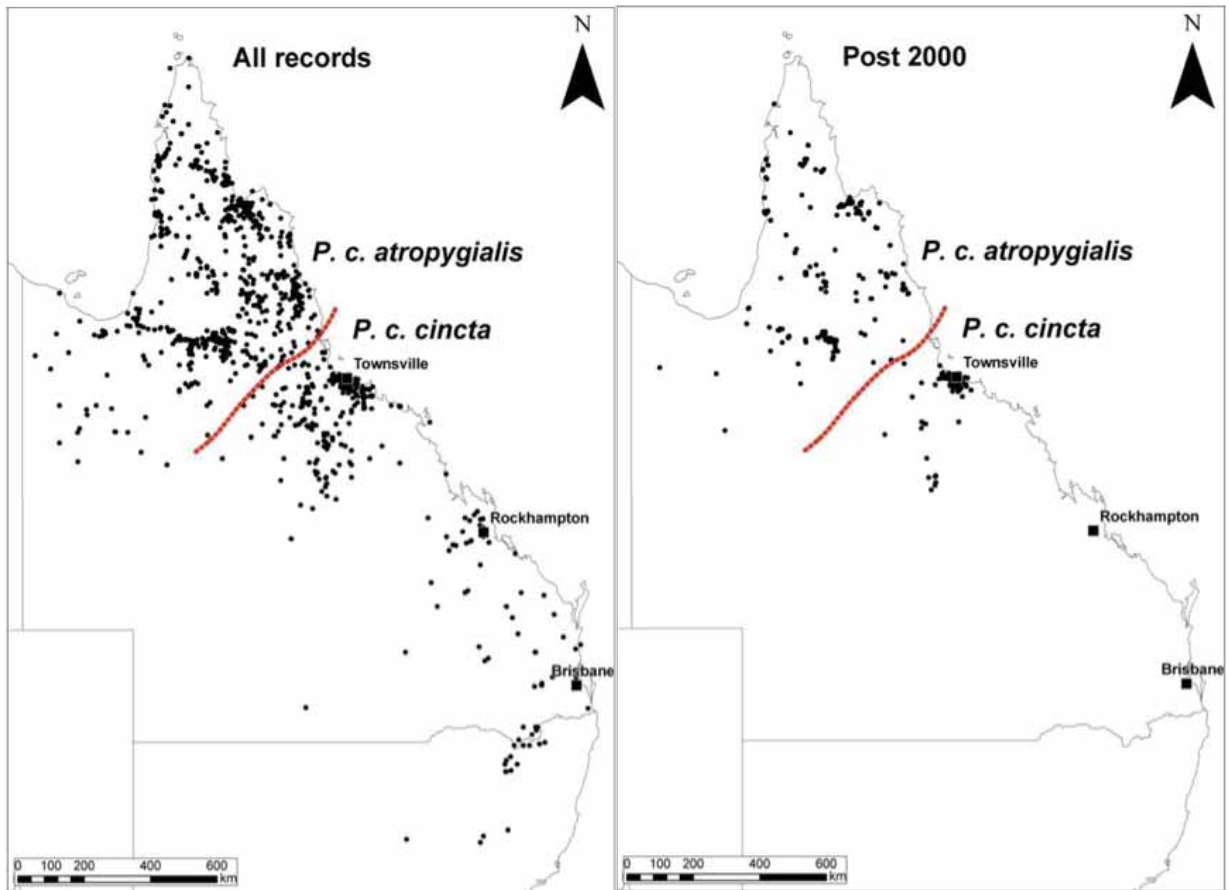 All records
N
P. c. atropygialis
P. c. cincta
Townsville
Rockhampton
Brisbane
0 100 200 400 600
km
Post 2000
N
P. c. atropygialis
P. c. cincta
Townsville
Rockhampton
Brisbane
0 100 200 400 600
km